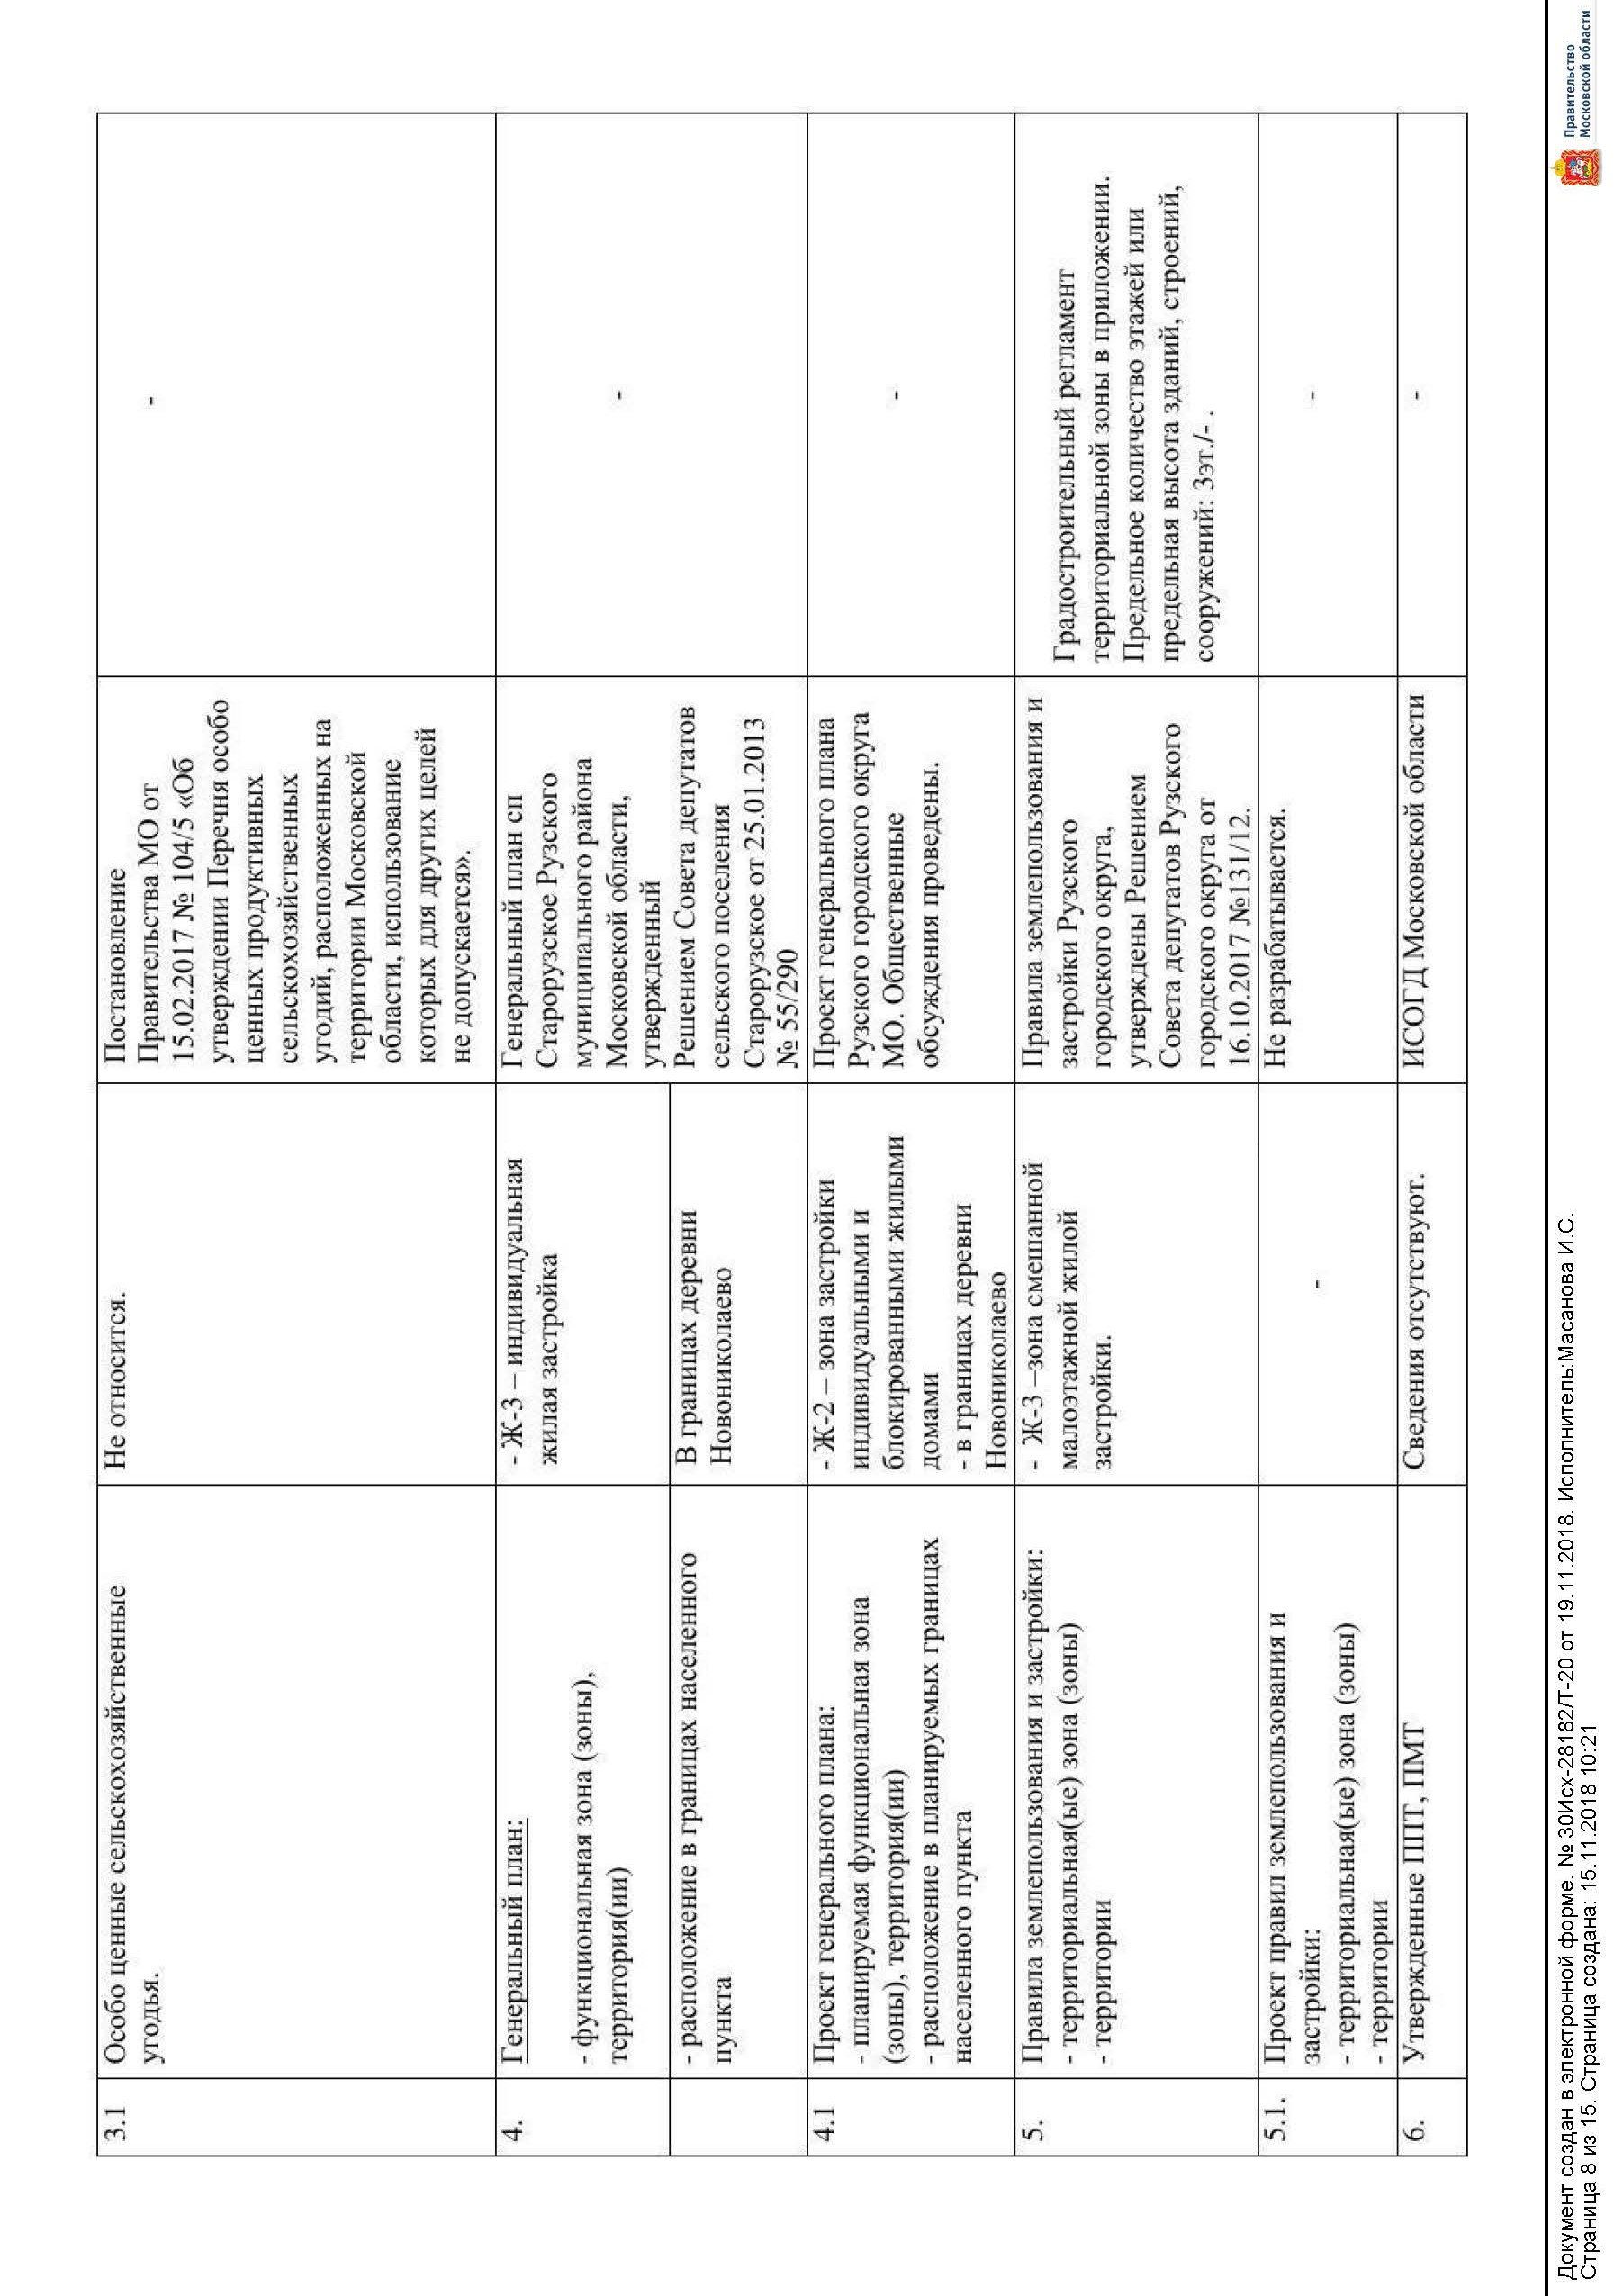 3.1
Особо ценные сельскохозяйственные
угодья.
Не относится.
Постановление
Правительства МО от
15.02.2017 № 104/5 «Об
утверждении Перечня особо
ценных продуктивных
сельскохозяйственных
угодий, расположенных на
территории Московской
области, использование
которых для других целей
не допускается».
-
4.
Генеральный план:
- функциональная зона (зоны),
территория(ии)
- Ж-3 – индивидуальная
жилая застройка
Генеральный план сп
Старорузское Рузского
муниципального района
Московской области,
утвержденный
Решением Совета депутатов
сельского поселения
Старорузское от 25.01.2013
№ 55/290
-
- расположение в границах населенного
пункта
В границах деревни
Новониколаево
4.1
Проект генерального плана:
- планируемая функциональная зона
(зоны), территория(ии)
- расположение в планируемых границах
населенного пункта
- Ж-2 – зона застройки
индивидуальными и
блокированными жилыми
домами
- в границах деревни
Новониколаево
Проект генерального плана
Рузского городского округа
МО. Общественные
обсуждения проведены.
-
5.
Правила землепользования и застройки:
- территориальная(ые) зона (зоны)
- территории
- Ж-3 –зона смешанной
малоэтажной жилой
застройки.
Правила землепользования и
застройки Рузского
городского округа,
утверждены Решением
Совета депутатов Рузского
городского округа от
16.10.2017 №131/12.
Градостроительный регламент
территориальной зоны в приложении.
Предельное количество этажей или
предельная высота зданий, строений,
сооружений: 3эт./- .
5.1.
Проект правил землепользования и
застройки:
- территориальная(ые) зона (зоны)
- территории
-
Не разрабатывается.
-
6.
Утвержденные ППТ, ПМТ
Сведения отсутствуют.
ИСОГД Московской области
-
Документ создан в электронной форме. № 30Исх-28182/Т-20 от 19.11.2018. Исполнитель:Масанова И.С.
Страница 8 из 15. Страница создана: 15.11.2018 10:21
Правительство
Московской области